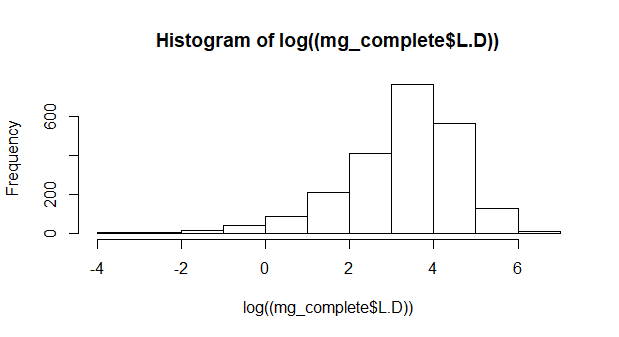 Histogram of log((mg_complete$L.D))
Frequency
600
200
0
-4 -2 0 2 4 6
log((mg_complete$L.D))